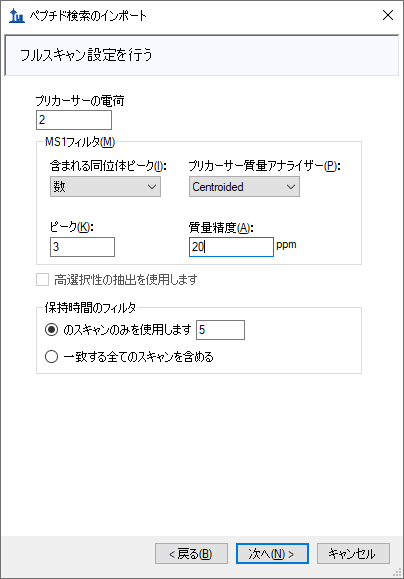 ペプチド検索のインポート
フルスキャン設定を行う
プリカーサーの電荷
2
MS1フィルタ(M)
含まれる同位体ピーク(I):
プリカーサー質量アナライザー(P):
数
Centroided
ピーク(K):
質量精度(A):
3
20
ppm
高選択性の抽出を使用します
保持時間のフィルタ
のスキャンのみを使用します
5
一致する全てのスキャンを含める
< 戻る(B)
次へ(N) >
キャンセル